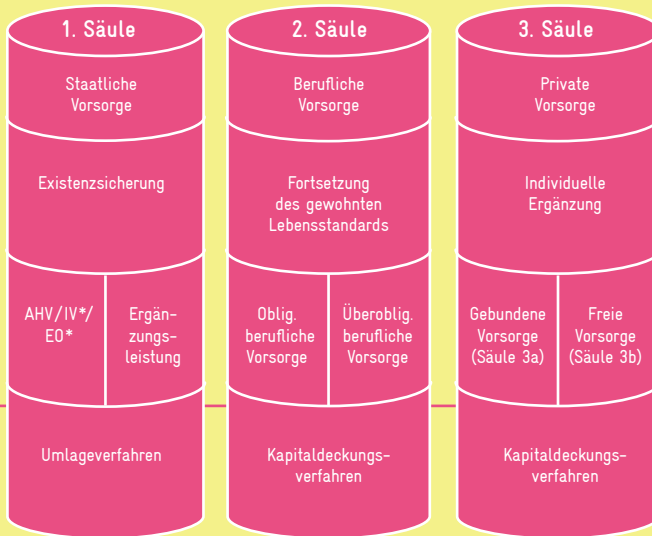 1. Säule
Staatliche
Vorsorge
Existenzsicherung
AHV/IV*/
EO*
Ergän-
zungs-
leistung
Umlageverfahren
2. Säule
Berufliche
Vorsorge
Fortsetzung
des gewohnten
Lebensstandards
Oblig.
berufliche
Vorsorge
Überoblig.
berufliche
Vorsorge
Kapitaldeckungs-
verfahren
3. Säule
Private
Vorsorge
Individuelle
Ergänzung
Gebundene
Vorsorge
(Säule 3a)
Freie
Vorsorge
(Säule 3b)
Kapitaldeckungs-
verfahren